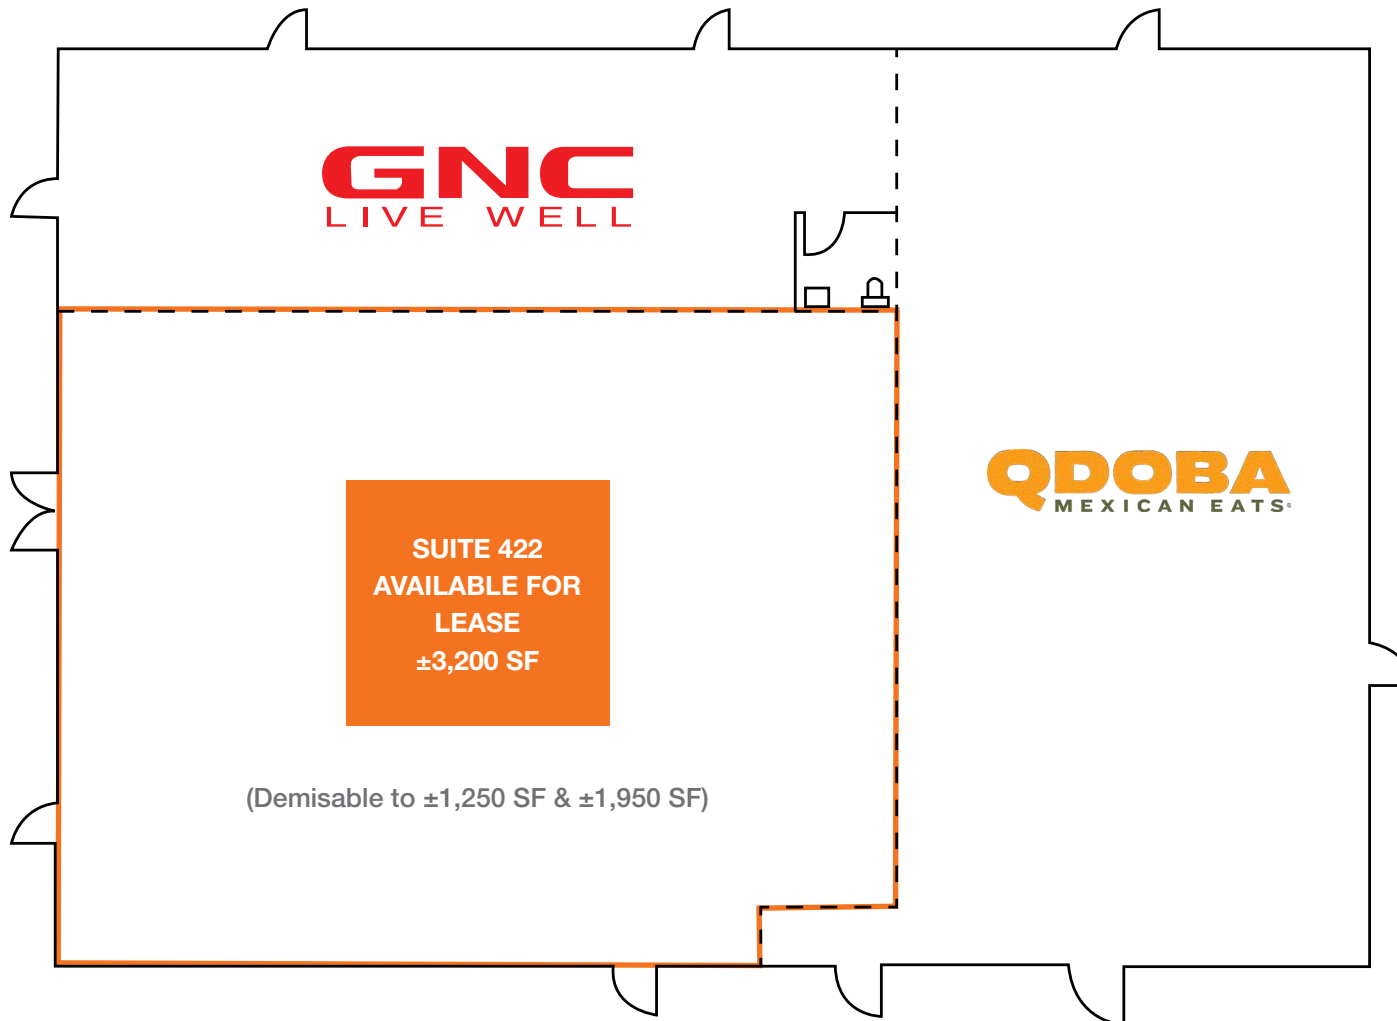 GNC
LIVE WELL
QDOBA
MEXICAN EATS
SUITE 422
AVAILABLE FOR
LEASE
±3,200 SF
(Demisable to ±1,250 SF & ±1,950 SF)